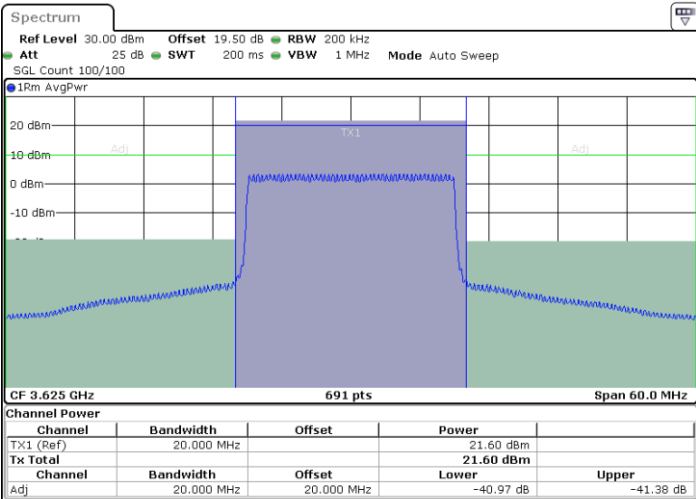 Spectrum
Ref Level 30.00 dBm Offset 19.50 dB RBW 200 kHz
Att 25 dB SWT 200 ms VBW 1 MHz Mode Auto Sweep
SGL Count 100/100
1Rm AvgPwr
20 dBm
TX1
Adj Adj
10 dBm
0 dBm
-10 dBm
CF 3.625 GHz 691 pts Span 60.0 MHz
Channel Power
Channel Bandwidth Offset Power
TX1 (Ref) 20.000 MHz 21.60 dBm
Tx Total 21.60 dBm
Channel Bandwidth Offset Lower Upper
Adj 20.000 MHz 20.000 MHz -40.97 dB -41.38 dB